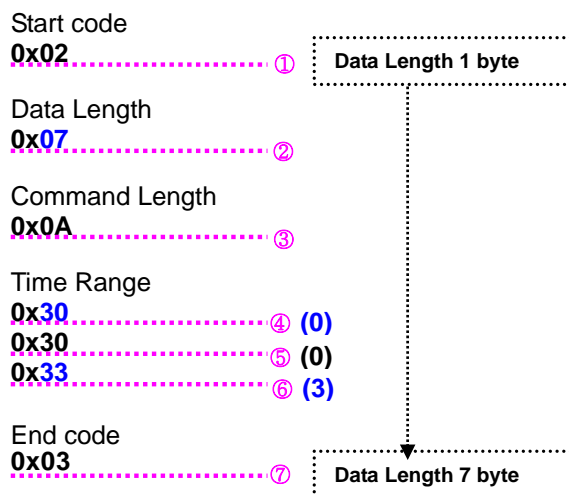 Start code
0x02 ① Data Length 1 byte
Data Length
0x07 ②
Command Length
0x0A ③
Time Range
0x30 ④ (0)
0x30 ⑤ (0)
0x33 ⑥ (3)
End code
0x03 ⑦ Data Length 7 byte